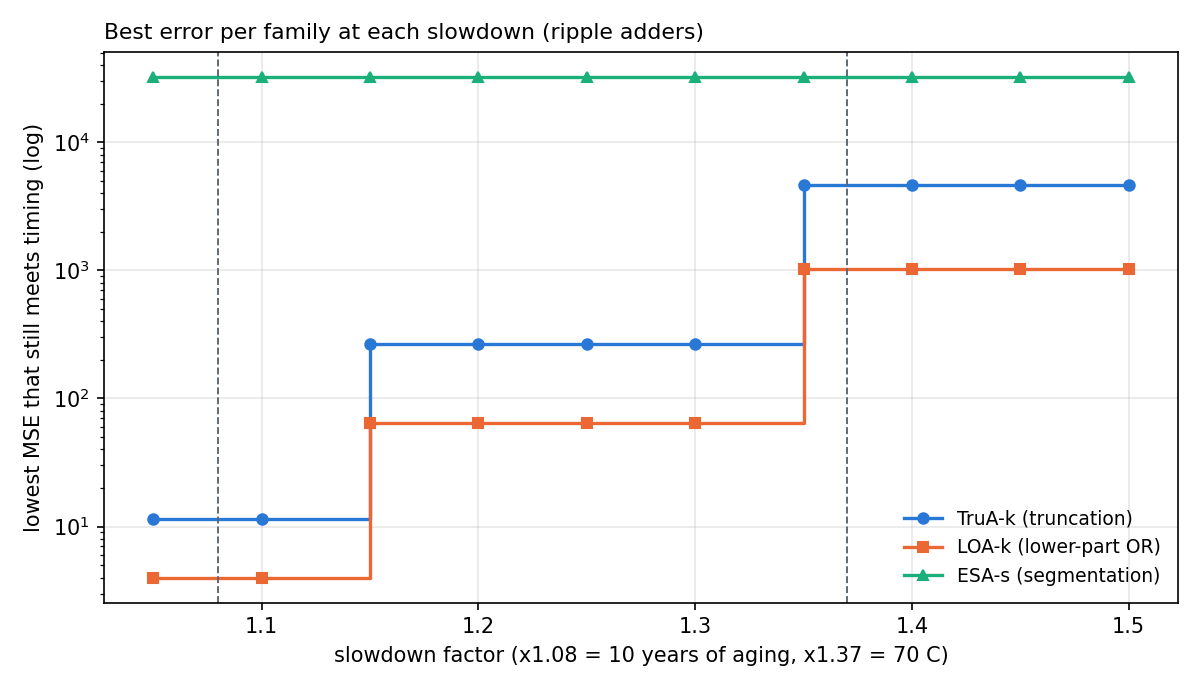 Best error per family at each slowdown (ripple adders)
lowest MSE that still meets timing (log)
10⁴
10³
10²
10¹
1.1 1.2 1.3 1.4 1.5
slowdown factor (x1.08 = 10 years of aging, x1.37 = 70 C)
TruA-k (truncation)
LOA-k (lower-part OR)
ESA-s (segmentation)